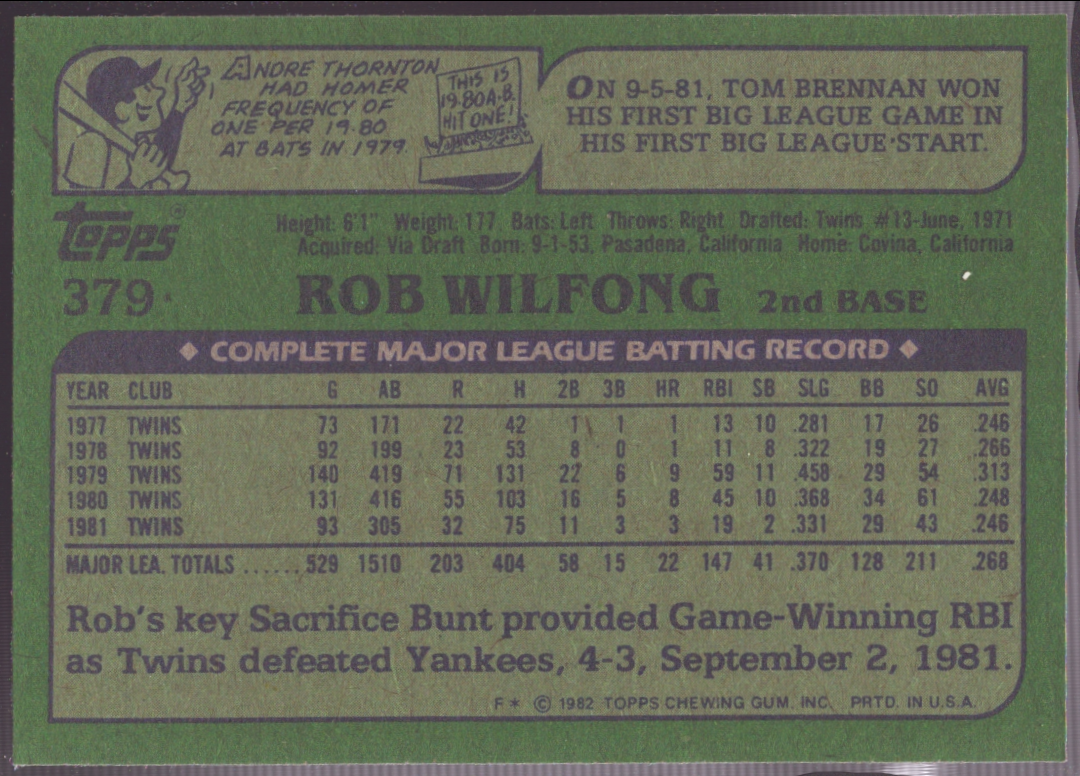 ANDRE THORNTON
HAD HOMER
FREQUENCY OF
ONE PER 19.80
AT BATS IN 1979.
THIS IS
19.80 A.B.
HIT ONE!
ON 9-5-81, TOM BRENNAN WON
HIS FIRST BIG LEAGUE GAME IN
HIS FIRST BIG LEAGUE START.
Topps®
Height: 6'1" Weight: 177 Bats: Left Throws: Right Drafted: Twins #13-June, 1971
Acquired: Via Draft Born: 9-1-53, Pasadena, California Home: Covina, California
379 ROB WILFONG 2nd BASE
◆ COMPLETE MAJOR LEAGUE BATTING RECORD ◆
YEAR CLUB G AB R H 2B 3B HR RBI SB SLG BB SO AVG
1977 TWINS 73 171 22 42 1 1 1 13 10 .281 17 26 .246
1978 TWINS 92 199 23 53 8 0 1 11 8 .322 19 27 .266
1979 TWINS 140 419 71 131 22 6 9 59 11 .458 29 54 .313
1980 TWINS 131 416 55 103 16 5 8 45 10 .368 34 61 .248
1981 TWINS 93 305 32 75 11 3 3 19 2 .331 29 43 .246
MAJOR LEA. TOTALS ...... 529 1510 203 404 58 15 22 147 41 .370 128 211 .268
Rob's key Sacrifice Bunt provided Game-Winning RBI
as Twins defeated Yankees, 4-3, September 2, 1981.
F* © 1982 TOPPS CHEWING GUM, INC. PRTD. IN U.S.A.